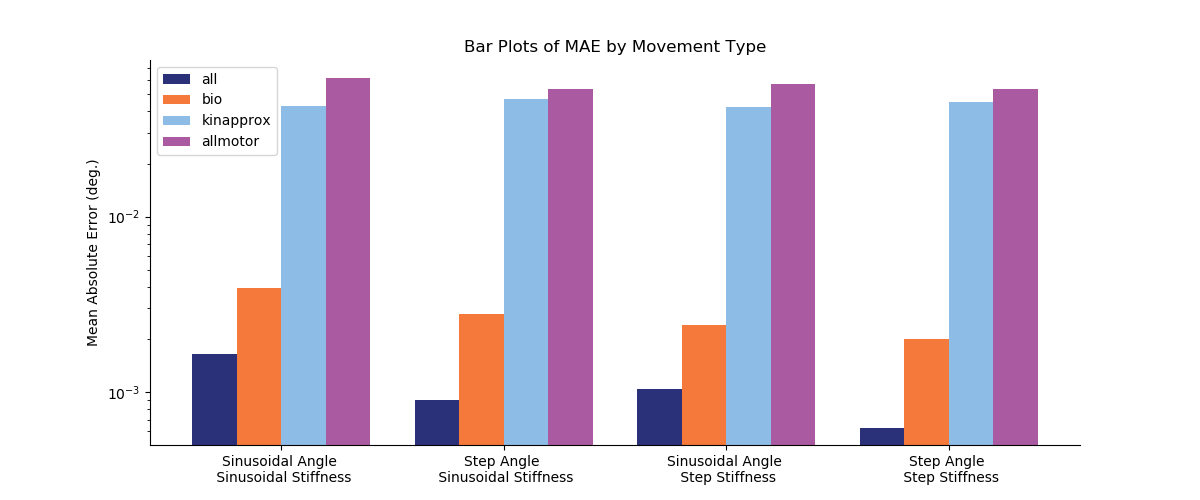 Bar Plots of MAE by Movement Type
all
bio
kinapprox
allmotor
Mean Absolute Error (deg.)
10⁻²
10⁻³
Sinusoidal Angle
Sinusoidal Stiffness
Step Angle
Sinusoidal Stiffness
Sinusoidal Angle
Step Stiffness
Step Angle
Step Stiffness